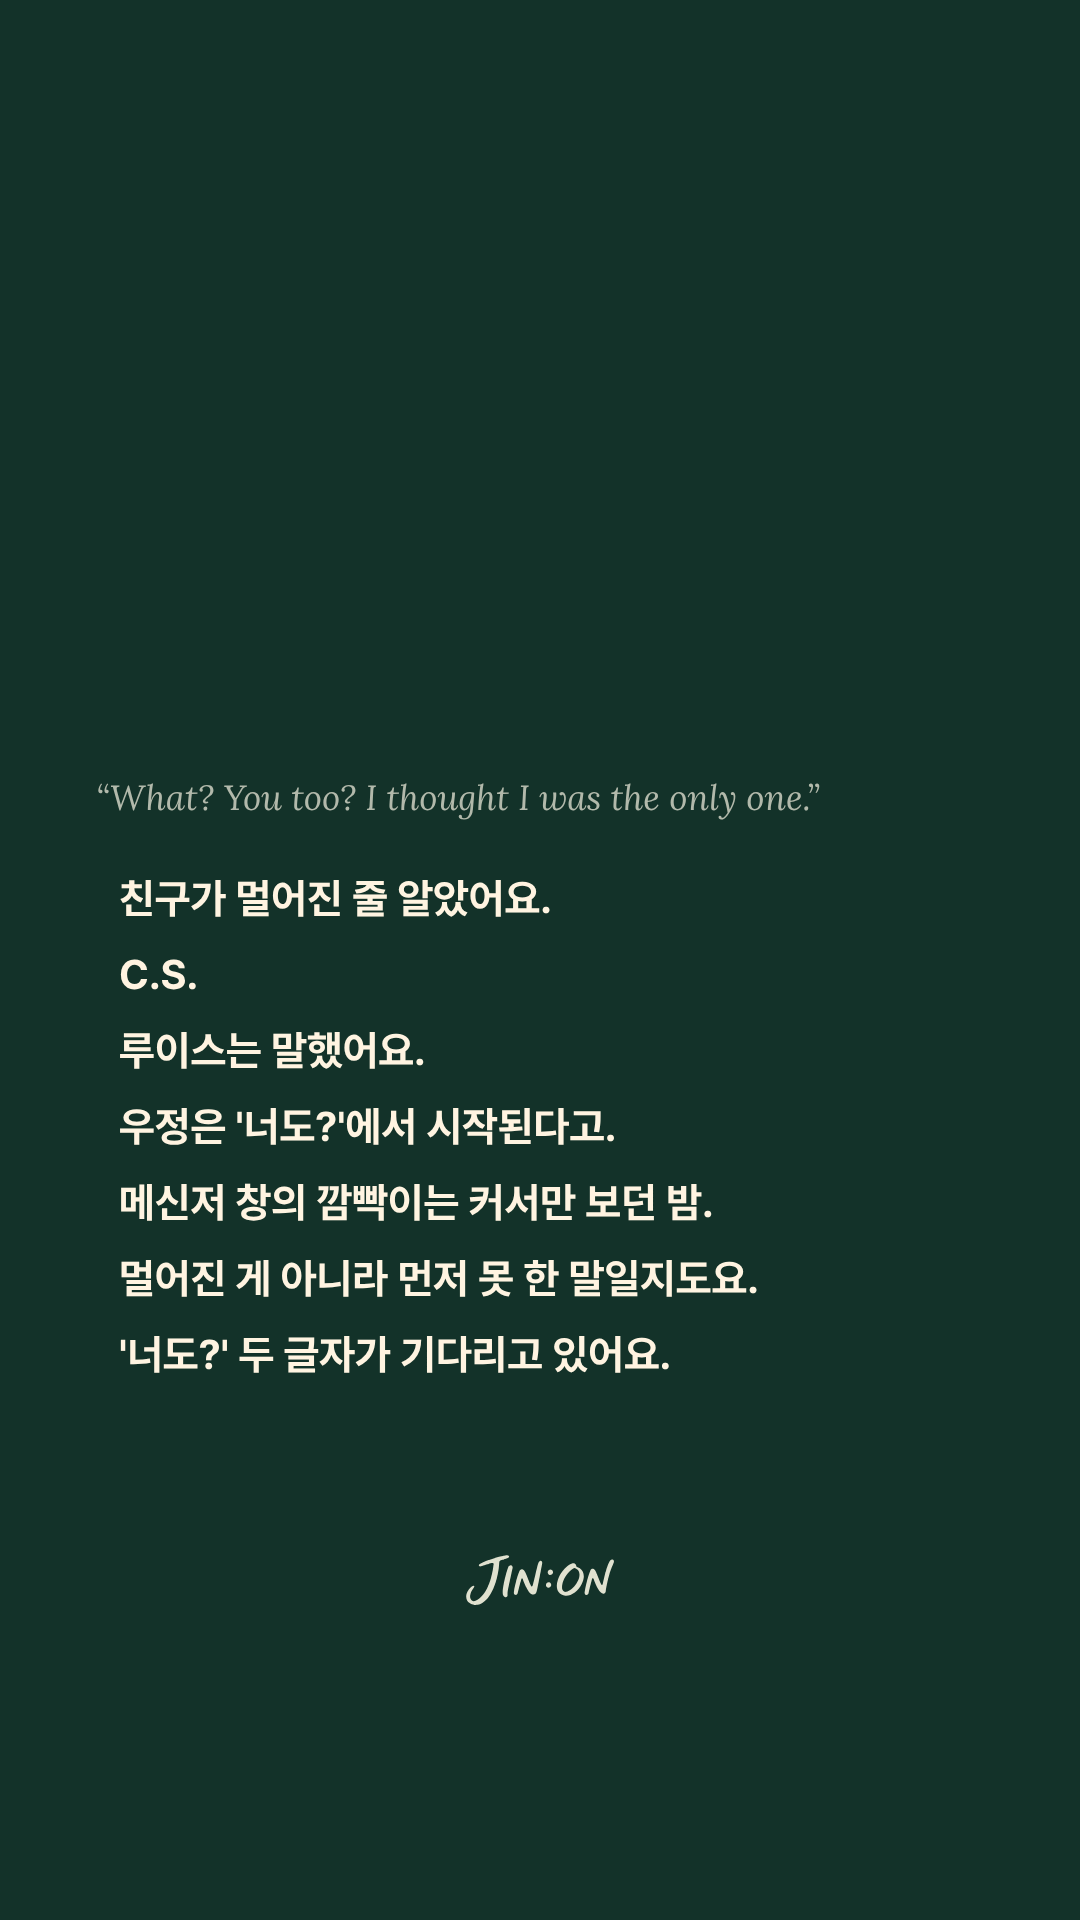 “What? You too? I thought I was the only one.”
친구가 멀어진 줄 알았어요.
C.S.
루이스는 말했어요.
우정은 '너도?'에서 시작된다고.
메신저 창의 깜빡이는 커서만 보던 밤.
멀어진 게 아니라 먼저 못 한 말일지도요.
'너도?' 두 글자가 기다리고 있어요.
JIN:ON